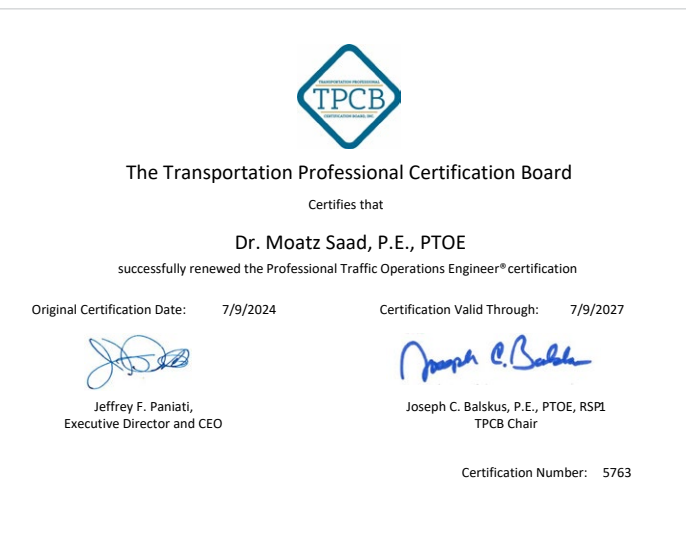 TRANSPORTATION PROFESSIONAL
TPCB
CERTIFICATION BOARD, INC.
The Transportation Professional Certification Board
Certifies that
Dr. Moatz Saad, P.E., PTOE
successfully renewed the Professional Traffic Operations Engineer® certification
Original Certification Date: 7/9/2024 Certification Valid Through: 7/9/2027
Joseph C. Balskus
Jeffrey F. Paniati, Joseph C. Balskus, P.E., PTOE, RSP1
Executive Director and CEO TPCB Chair
Certification Number: 5763